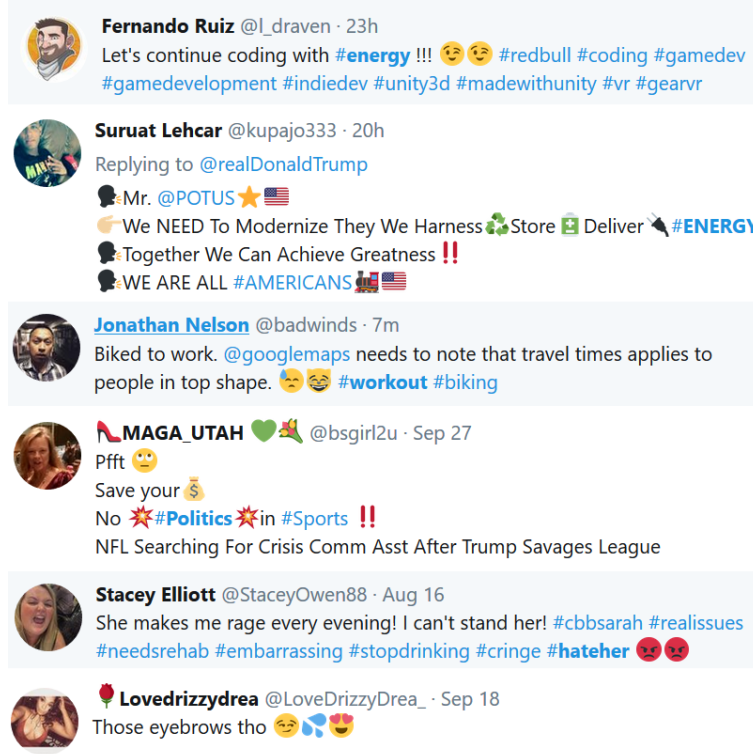 Fernando Ruiz @l_draven · 23h
Let's continue coding with #energy !!! 😉😉 #redbull #coding #gamedev
#gamedevelopment #indiedev #unity3d #madewithunity #vr #gearvr
Suruat Lehcar @kupajo333 · 20h
Replying to @realDonaldTrump
🗣Mr. @POTUS⭐🇺🇸
👉🏼We NEED To Modernize They We Harness♻Store🔋Deliver🔌#ENERGY
🗣Together We Can Achieve Greatness‼
🗣WE ARE ALL #AMERICANS🚂🇺🇸
Jonathan Nelson @badwinds · 7m
Biked to work. @googlemaps needs to note that travel times applies to
people in top shape. 😓😹 #workout #biking
👠MAGA_UTAH 💚💐 @bsgirl2u · Sep 27
Pfft 🙄
Save your💰
No 💥#Politics💥in #Sports ‼
NFL Searching For Crisis Comm Asst After Trump Savages League
Stacey Elliott @StaceyOwen88 · Aug 16
She makes me rage every evening! I can't stand her! #cbbsarah #realissues
#needsrehab #embarrassing #stopdrinking #cringe #hateher 😡😡
🌹Lovedrizzydrea @LoveDrizzyDrea_ · Sep 18
Those eyebrows tho 😏💦😍